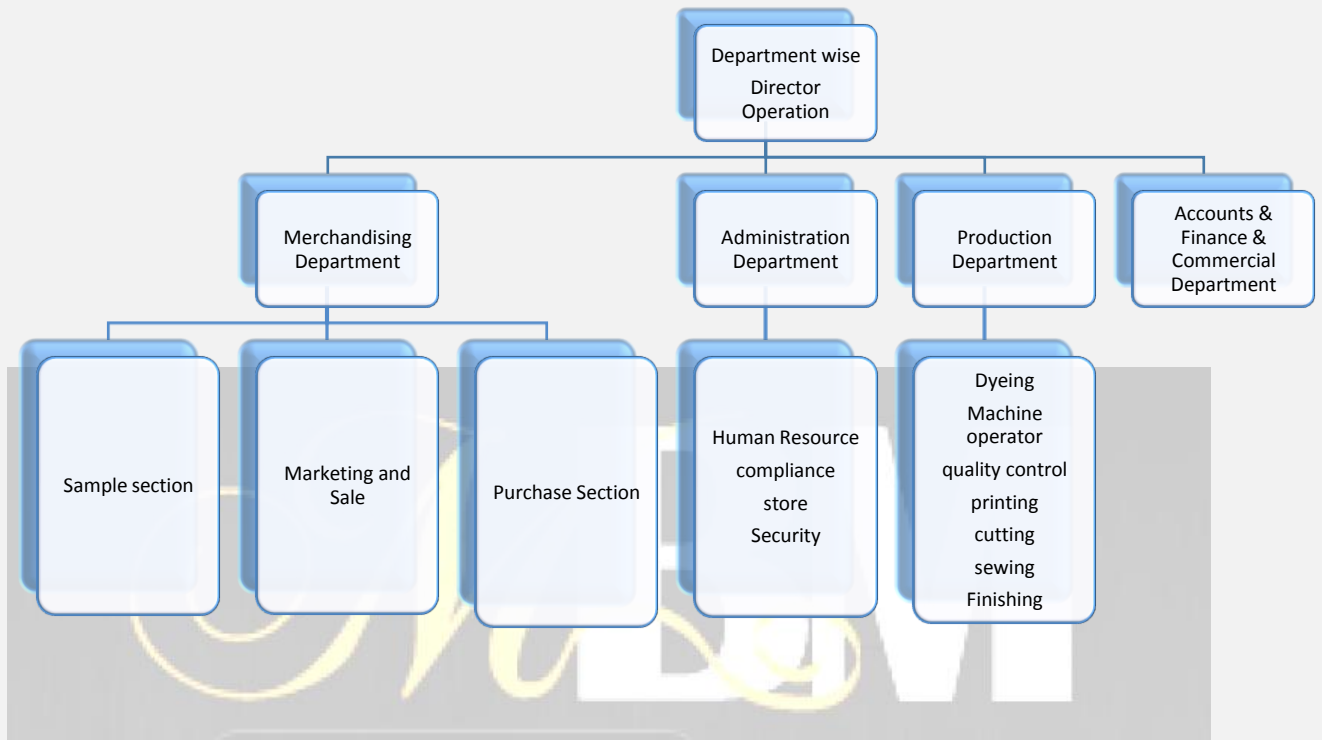 Department wise
Director
Operation
Merchandising
Department
Administration
Department
Production
Department
Accounts &
Finance &
Commercial
Department
Sample section
Marketing and
Sale
Purchase Section
Human Resource
compliance
store
Security
Dyeing
Machine
operator
quality control
printing
cutting
sewing
Finishing